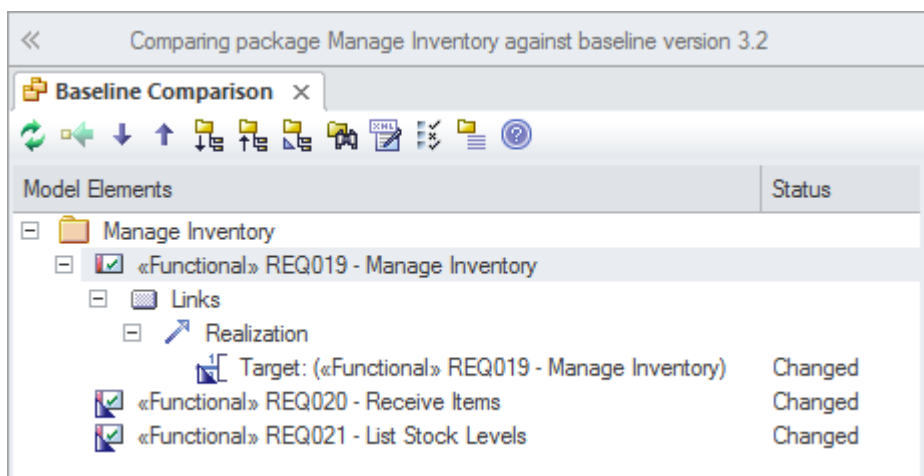 Comparing package Manage Inventory against baseline version 3.2
Baseline Comparison
Model Elements Status
Manage Inventory
«Functional» REQ019 - Manage Inventory
Links
Realization
Target: («Functional» REQ019 - Manage Inventory) Changed
«Functional» REQ020 - Receive Items Changed
«Functional» REQ021 - List Stock Levels Changed